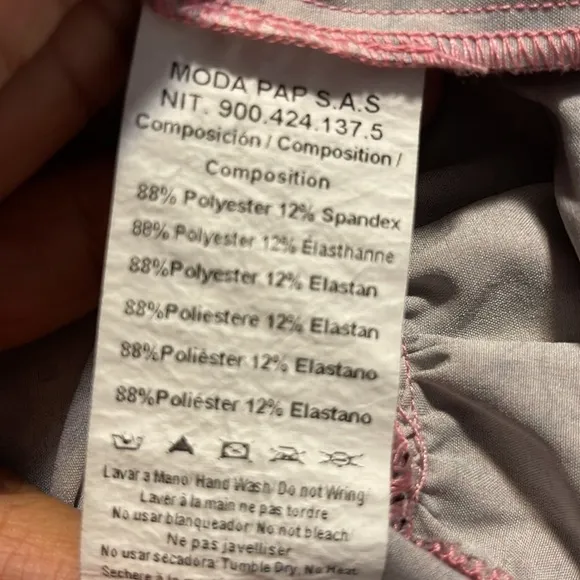 MODA PAP S.A.S
NIT. 900.424.137.5
Composición / Composition /
Composition
88% Polyester 12% Spandex
88% Polyester 12% Élasthanne
88%Polyester 12% Elastan
88%Poliestere 12% Elastan
88%Poliéster 12% Elastano
88%Poliéster 12% Elastano
Lavar a Mano/ Hand Wash/ Do not Wring/
Laver à la main ne pas tordre
No usar blanqueador/ No not bleach/
Ne pas javelliser
No usar secadora/ Tumble Dry, No Heat
Sechere à la